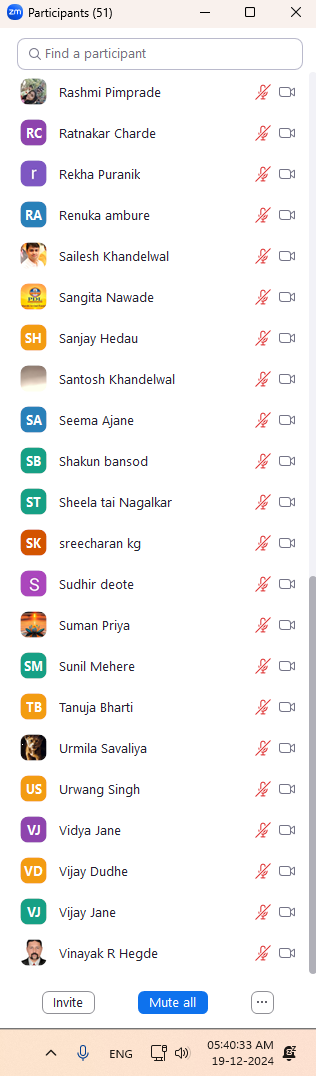 zm Participants (51)
Find a participant
Rashmi Pimprade
RC Ratnakar Charde
r Rekha Puranik
RA Renuka ambure
Sailesh Khandelwal
Sangita Nawade
SH Sanjay Hedau
Santosh Khandelwal
SA Seema Ajane
SB Shakun bansod
ST Sheela tai Nagalkar
SK sreecharan kg
S Sudhir deote
Suman Priya
SM Sunil Mehere
TB Tanuja Bharti
Urmila Savaliya
US Urwang Singh
VJ Vidya Jane
VD Vijay Dudhe
VJ Vijay Jane
Vinayak R Hegde
Invite Mute all ...
ENG 05:40:33 AM
19-12-2024